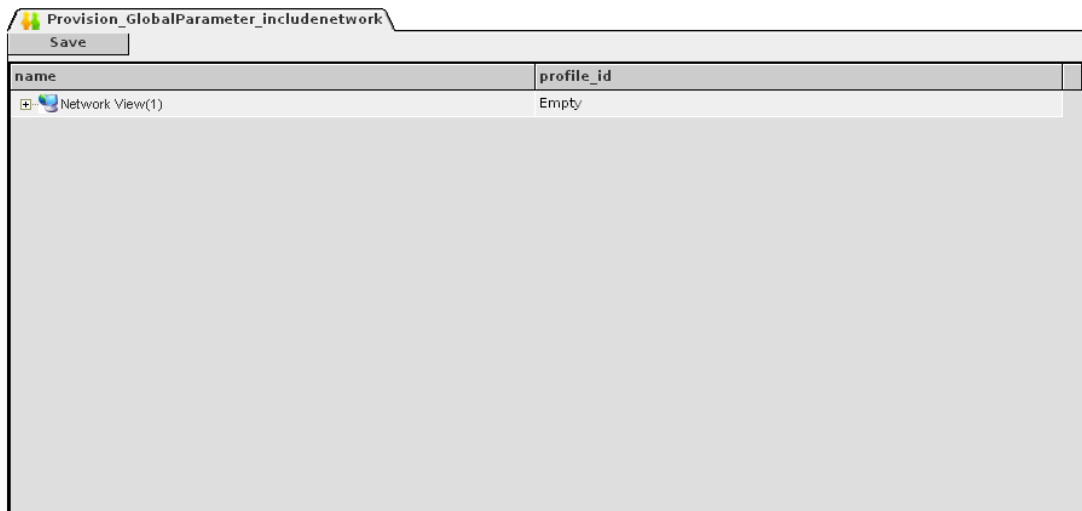 Provision_GlobalParameter_includenetwork
Save
name profile_id
Network View(1) Empty